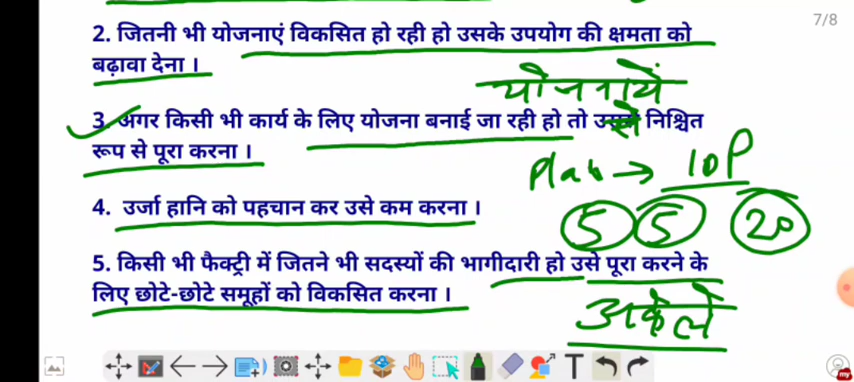 7/8
2. जितनी भी योजनाएं विकसित हो रही हो उसके उपयोग की क्षमता को
बढ़ावा देना ।
योजनायें
3. अगर किसी भी कार्य के लिए योजना बनाई जा रही हो तो उसे निश्चित
रूप से पूरा करना ।
Plan → 10P
4. उर्जा हानि को पहचान कर उसे कम करना ।
5 5 20
5. किसी भी फैक्ट्री में जितने भी सदस्यों की भागीदारी हो उसे पूरा करने के
लिए छोटे-छोटे समूहों को विकसित करना ।
अकेले
T